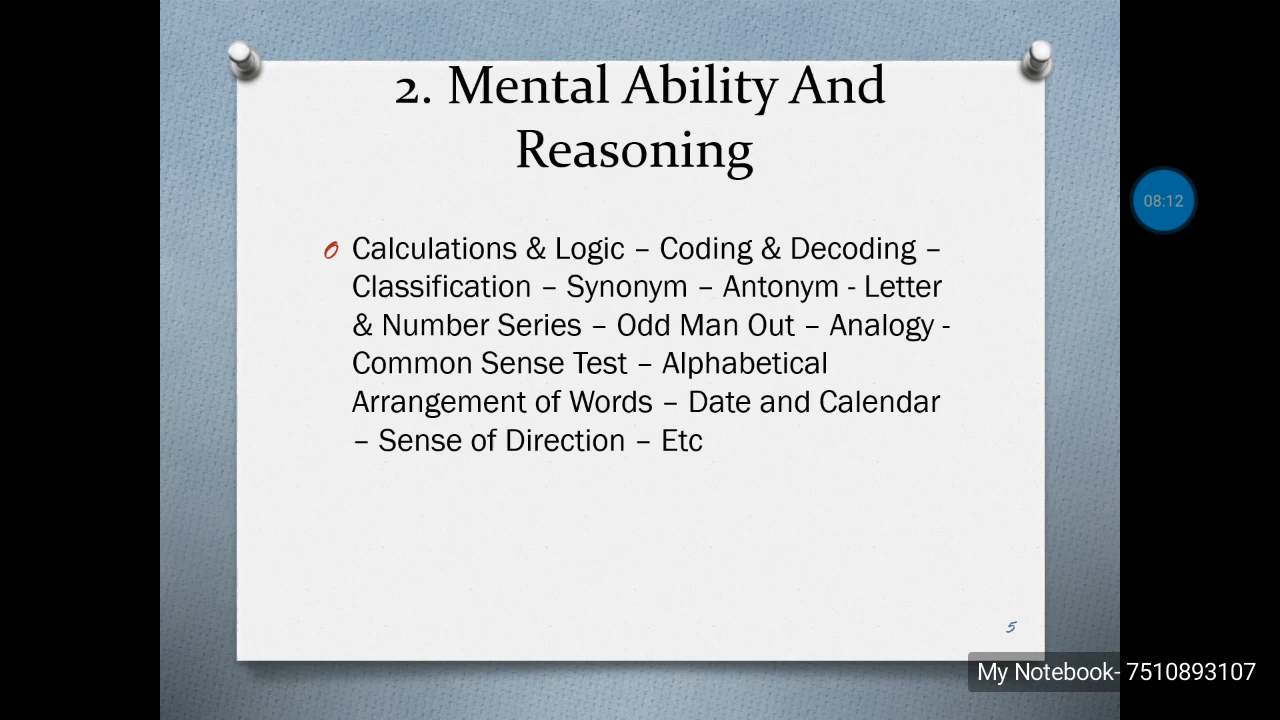 2. Mental Ability And
Reasoning
08:12
Calculations & Logic – Coding & Decoding –
Classification – Synonym – Antonym - Letter
& Number Series – Odd Man Out – Analogy -
Common Sense Test – Alphabetical
Arrangement of Words – Date and Calendar
– Sense of Direction – Etc
5
My Notebook- 7510893107